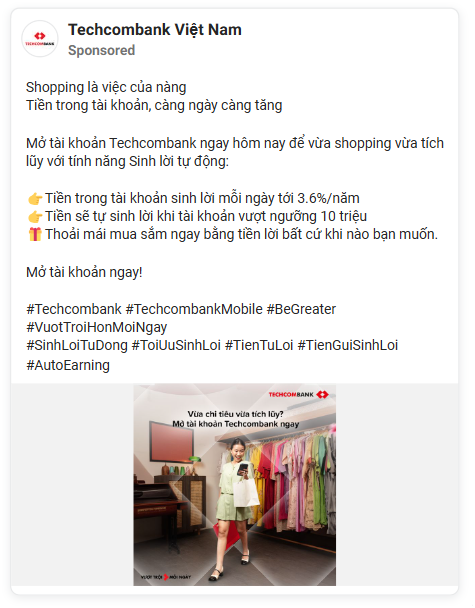 TECHCOMBANK
Techcombank Việt Nam
Sponsored
Shopping là việc của nàng
Tiền trong tài khoản, càng ngày càng tăng
Mở tài khoản Techcombank ngay hôm nay để vừa shopping vừa tích
lũy với tính năng Sinh lời tự động:
👉Tiền trong tài khoản sinh lời mỗi ngày tới 3.6%/năm
👉Tiền sẽ tự sinh lời khi tài khoản vượt ngưỡng 10 triệu
🎁Thoải mái mua sắm ngay bằng tiền lời bất cứ khi nào bạn muốn.
Mở tài khoản ngay!
#Techcombank #TechcombankMobile #BeGreater
#VuotTroiHonMoiNgay
#SinhLoiTuDong #ToiUuSinhLoi #TienTuLoi #TienGuiSinhLoi
#AutoEarning
TECHCOMBANK
Vừa chi tiêu vừa tích lũy?
Mở tài khoản Techcombank ngay
VƯỢT TRỘI MỖI NGÀY